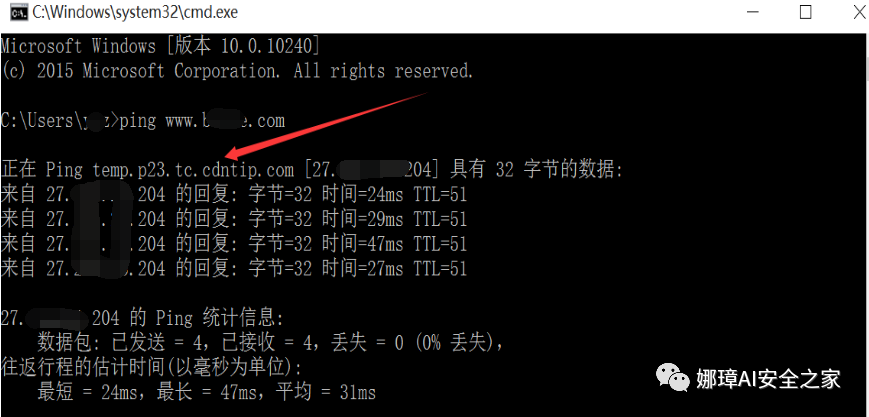 C:\Windows\system32\cmd.exe
Microsoft Windows [版本 10.0.10240]
(c) 2015 Microsoft Corporation. All rights reserved.
C:\Users\y z>ping www.b e.com
正在 Ping temp.p23.tc.cdntip.com [27. 204] 具有 32 字节的数据:
来自 27. .204 的回复: 字节=32 时间=24ms TTL=51
来自 27. .204 的回复: 字节=32 时间=29ms TTL=51
来自 27. .204 的回复: 字节=32 时间=47ms TTL=51
来自 27. .204 的回复: 字节=32 时间=27ms TTL=51
27. 204 的 Ping 统计信息:
数据包: 已发送 = 4，已接收 = 4，丢失 = 0 (0% 丢失)，
往返行程的估计时间(以毫秒为单位):
最短 = 24ms，最长 = 47ms，平均 = 31ms
娜璋AI安全之家